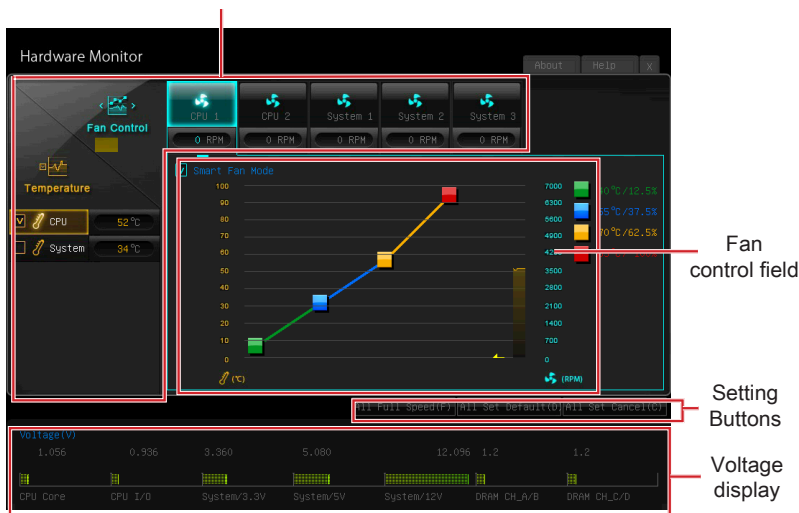 Hardware Monitor
About Help X
Fan Control
CPU 1 CPU 2 System 1 System 2 System 3
0 RPM 0 RPM 0 RPM 0 RPM 0 RPM
Temperature
CPU 52°C
System 34°C
Smart Fan Mode
100 7000
90 6300
80 5600
70 4900
60
50 3500
40 2800
30 2100
20 1400
10 700
0 0
(°C) (RPM)
/12.5%
/37.5%
70°C/62.5%
Fan
control field
All Full Speed(F) All Set Default(D) All Set Cancel(C)
Setting
Buttons
Voltage(V)
1.056 0.936 3.360 5.080 12.096 1.2 1.2
CPU Core CPU I/O System/3.3V System/5V System/12V DRAM CH_A/B DRAM CH_C/D
Voltage
display